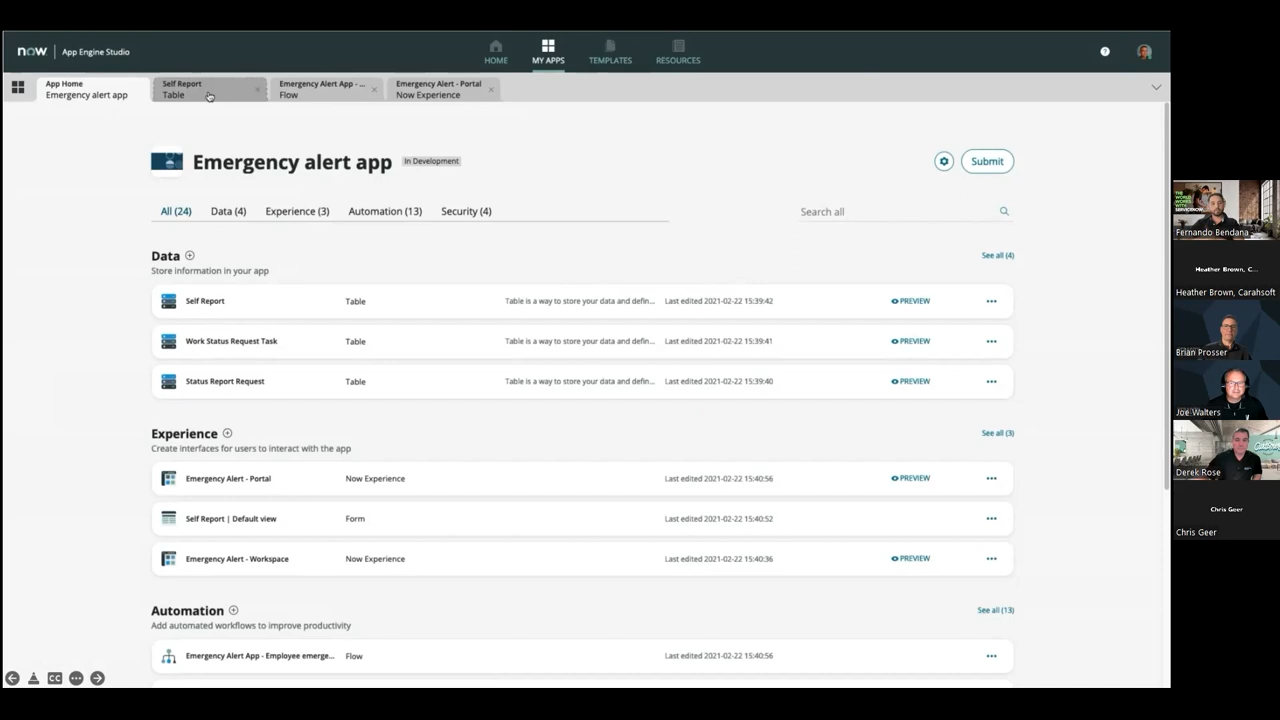 now. App Engine Studio
HOME
MY APPS
TEMPLATES
RESOURCES
App Home
Emergency alert app
Self Report
Table
Emergency Alert App - ...
Flow
Emergency Alert - Portal
Now Experience
Emergency alert app In Development
Submit
All (24) Data (4) Experience (3) Automation (13) Security (4) Search all
Data See all (4)
Store information in your app
Self Report Table Table is a way to store your data and defin... Last edited 2021-02-22 15:39:42 PREVIEW
Work Status Request Task Table Table is a way to store your data and defin... Last edited 2021-02-22 15:39:41 PREVIEW
Status Report Request Table Table is a way to store your data and defin... Last edited 2021-02-22 15:39:40 PREVIEW
Experience See all (3)
Create interfaces for users to interact with the app
Emergency Alert - Portal Now Experience Last edited 2021-02-22 15:40:56 PREVIEW
Self Report | Default view Form Last edited 2021-02-22 15:40:52
Emergency Alert - Workspace Now Experience Last edited 2021-02-22 15:40:36 PREVIEW
Automation See all (13)
Add automated workflows to improve productivity
Emergency Alert App - Employee emerge... Flow Last edited 2021-02-22 15:40:56
CC
THE
WORLD
WORKS
WITH
SERVICENOW
Fernando Bendana
Heather Brown, C...
Heather Brown, Carahsoft
Brian Prosser
Joe Walters
Derek Rose
Chris Geer
Chris Geer